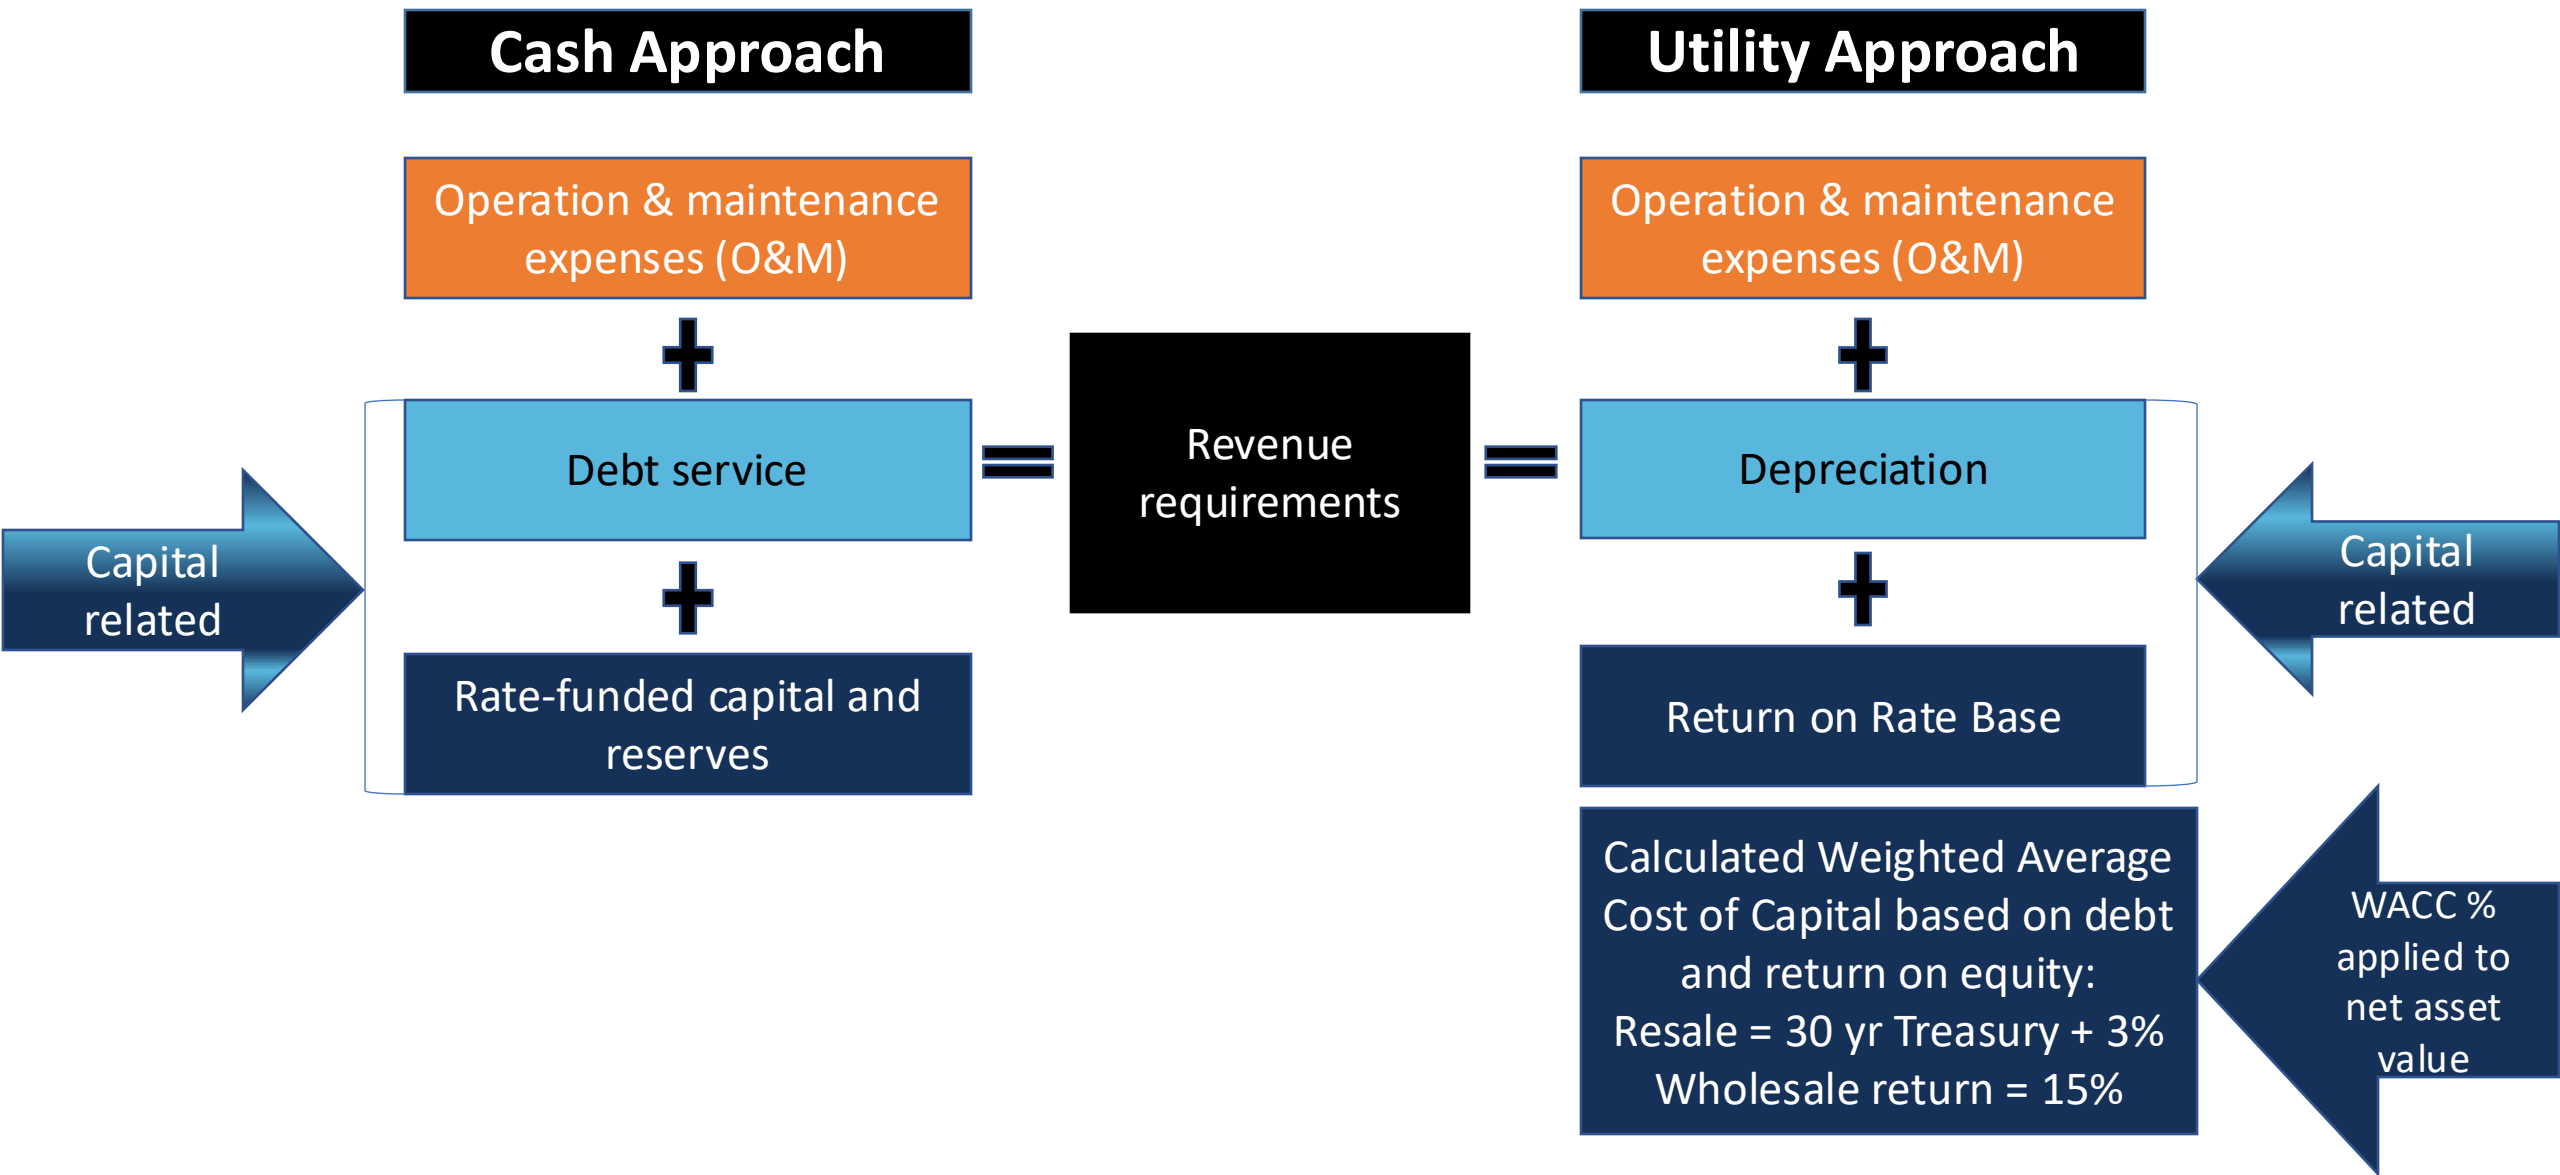 Cash Approach
Utility Approach
Operation & maintenance
expenses (O&M)
Operation & maintenance
expenses (O&M)
Debt service
Revenue
requirements
Depreciation
Capital
related
Capital
related
Rate-funded capital and
reserves
Return on Rate Base
Calculated Weighted Average
Cost of Capital based on debt
and return on equity:
Resale = 30 yr Treasury + 3%
Wholesale return = 15%
WACC %
applied to
net asset
value